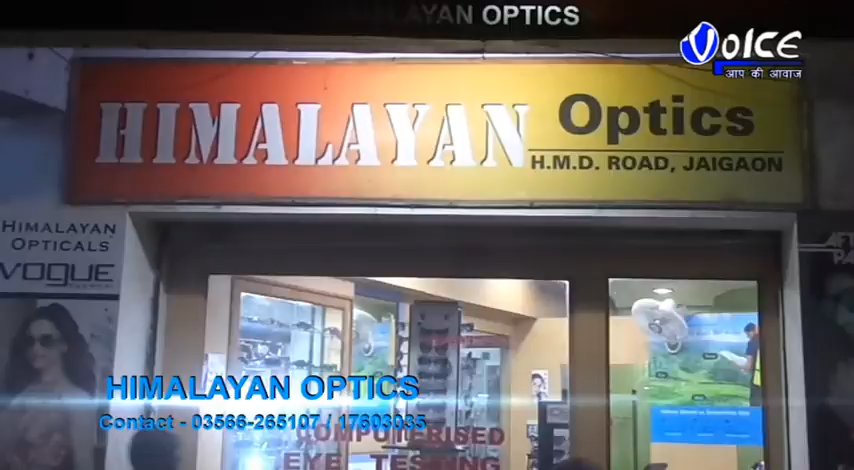 HIMALAYAN OPTICS
VOICE
आप की आवाज
HIMALAYAN Optics
H.M.D. ROAD, JAIGAON
HIMALAYAN
OPTICALS
VOGUE
HIMALAYAN OPTICS
Contact - 03566-265107 / 17603035
COMPUTERISED
EYE TESTING